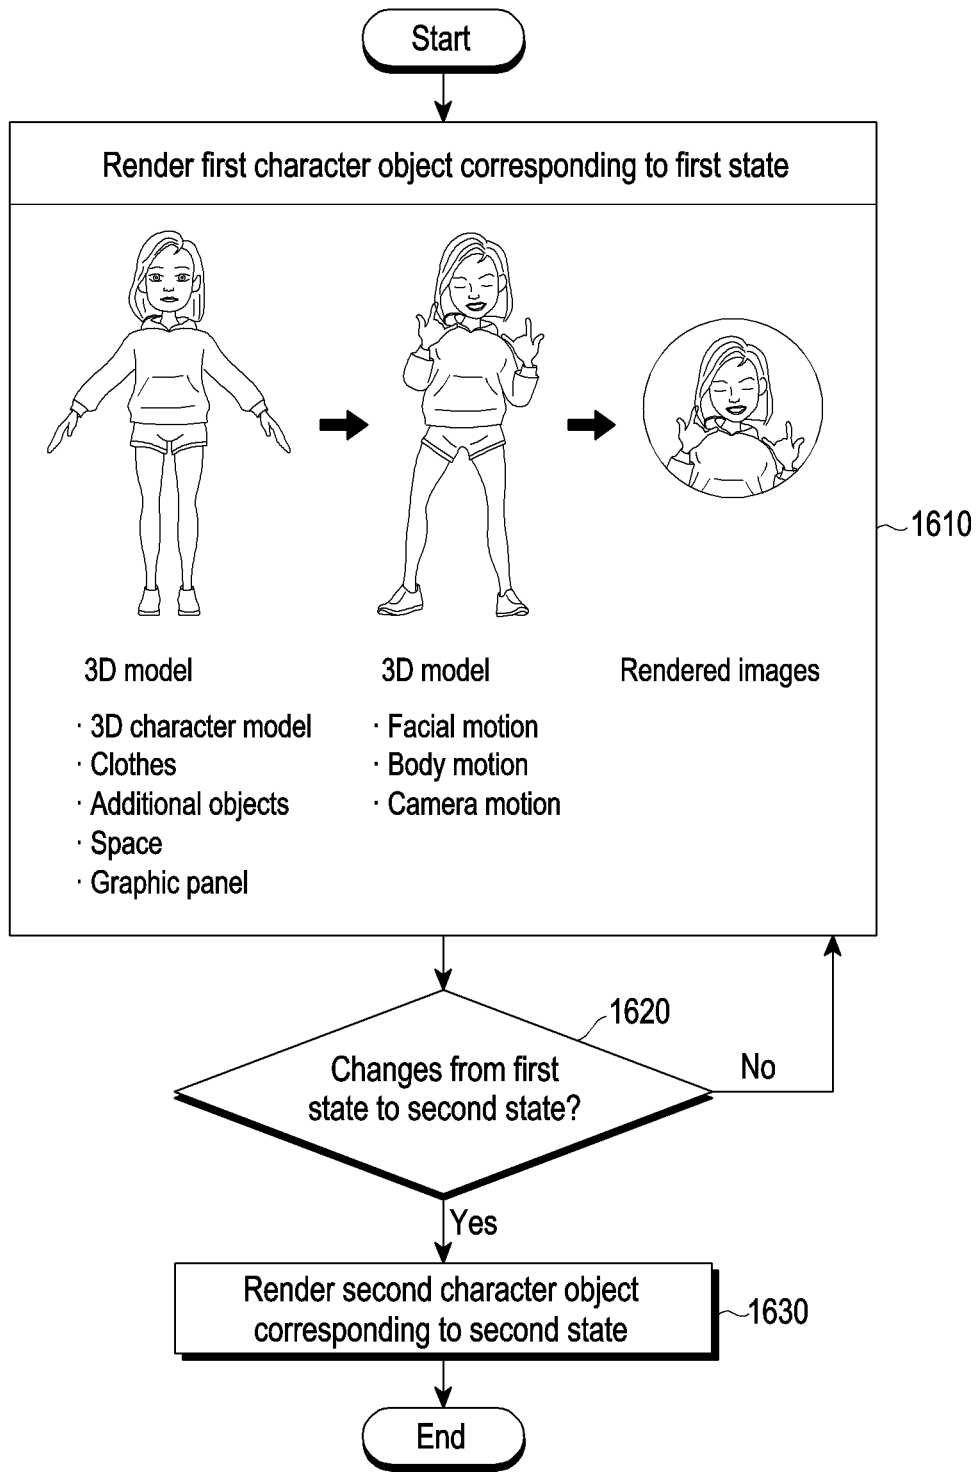 Start
Render first character object corresponding to first state
1610
3D model
· 3D character model
· Clothes
· Additional objects
· Space
· Graphic panel
3D model
· Facial motion
· Body motion
· Camera motion
Rendered images
1620
Changes from first
state to second state?
No
Yes
Render second character object
corresponding to second state
1630
End